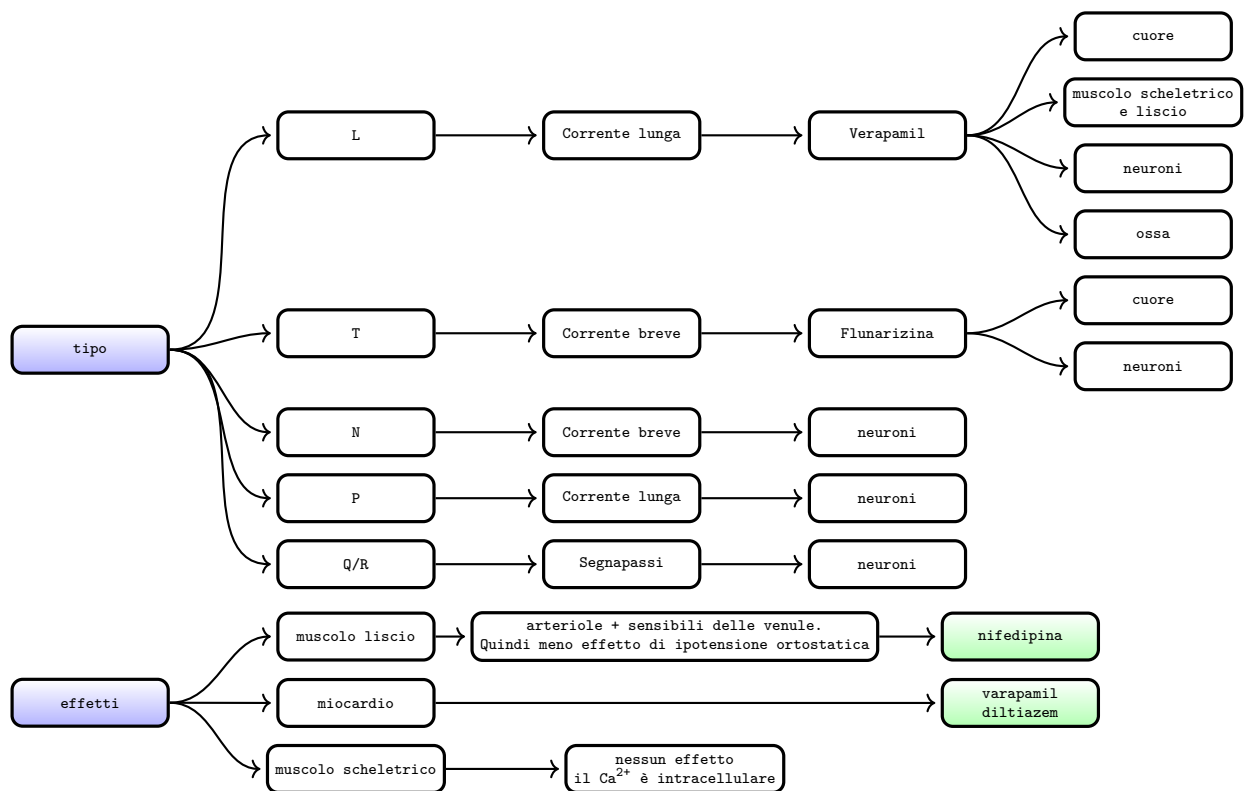 tipo
L
Corrente lunga
Verapamil
cuore
muscolo scheletrico
e liscio
neuroni
ossa
T
Corrente breve
Flunarizina
cuore
neuroni
N
Corrente breve
neuroni
P
Corrente lunga
neuroni
Q/R
Segnapassi
neuroni
effetti
muscolo liscio
arteriole + sensibili delle venule.
Quindi meno effetto di ipotensione ortostatica
nifedipina
miocardio
varapamil
diltiazem
muscolo scheletrico
nessun effetto
il Ca²⁺ è intracellulare